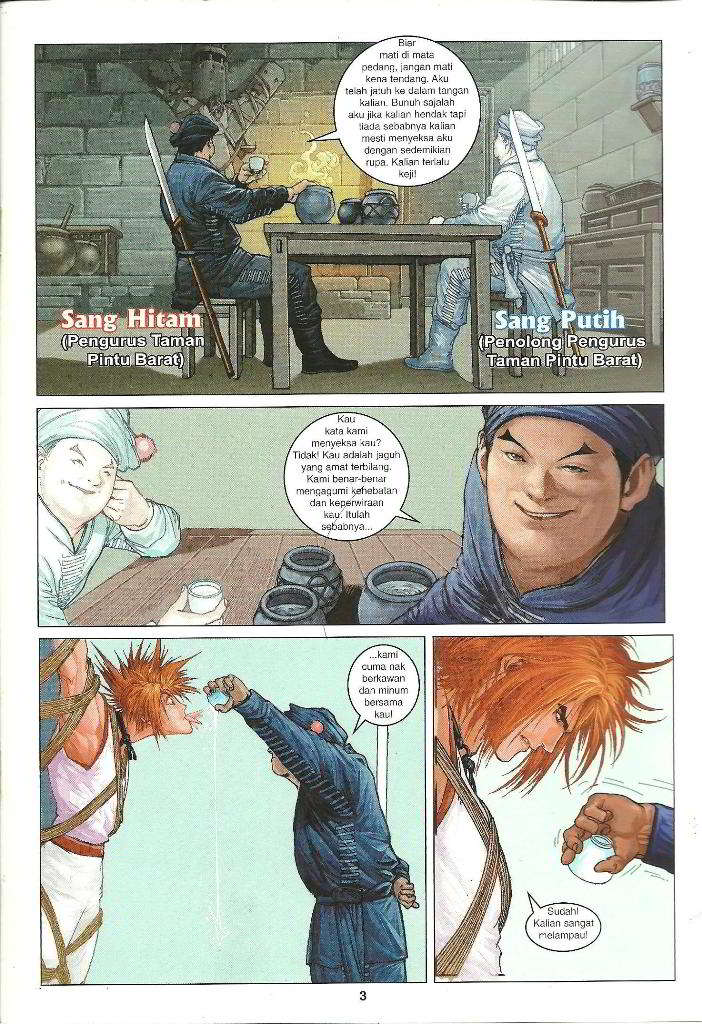 Biar
mati di mata
pedang, jangan mati
kena tendang. Aku
telah jatuh ke dalam tangan
kalian. Bunuh sajalah
aku jika kalian hendak tapi
tiada sebabnya kalian
mesti menyeksa aku
dengan sedemikian
rupa. Kalian terlalu
keji!
Sang Hitam
(Pengurus Taman
Pintu Barat)
Sang Putih
(Penolong Pengurus
Taman Pintu Barat)
Kau
kata kami
menyeksa kau?
Tidak! Kau adalah jaguh
yang amat terbilang.
Kami benar-benar
mengagumi kehebatan
dan keperwiraan
kau. Itulah
sebabnya...
...kami
cuma nak
berkawan
dan minum
bersama
kau!
Sudah!
Kalian sangat
melampau!
3